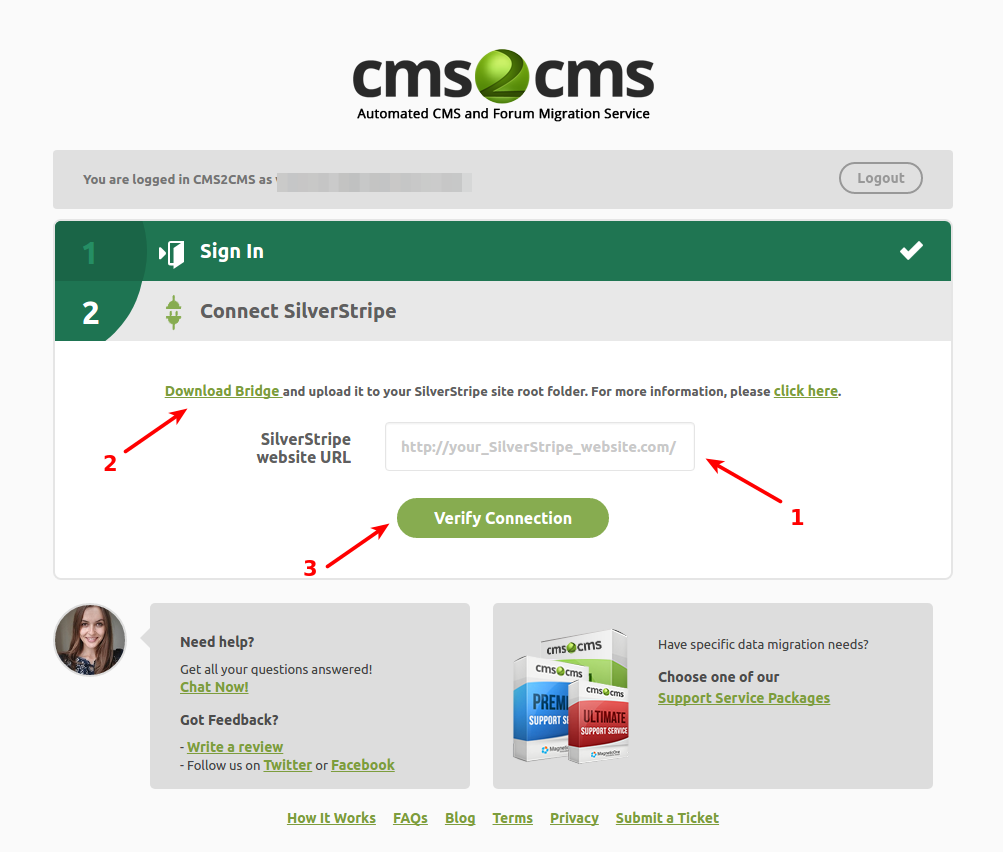 cms2cms
Automated CMS and Forum Migration Service
You are logged in CMS2CMS as
Logout
1 Sign In
2 Connect SilverStripe
Download Bridge and upload it to your SilverStripe site root folder. For more information, please click here.
2
SilverStripe
website URL
http://your_SilverStripe_website.com/
1
Verify Connection
3
Need help?
Get all your questions answered!
Chat Now!
Got Feedback?
- Write a review
- Follow us on Twitter or Facebook
cms2cms
cms2cms
cms2cms
SUPPORT SERVICE
ULTIMATE
SUPPORT SERVICE
Have specific data migration needs?
Choose one of our
Support Service Packages
How It Works FAQs Blog Terms Privacy Submit a Ticket